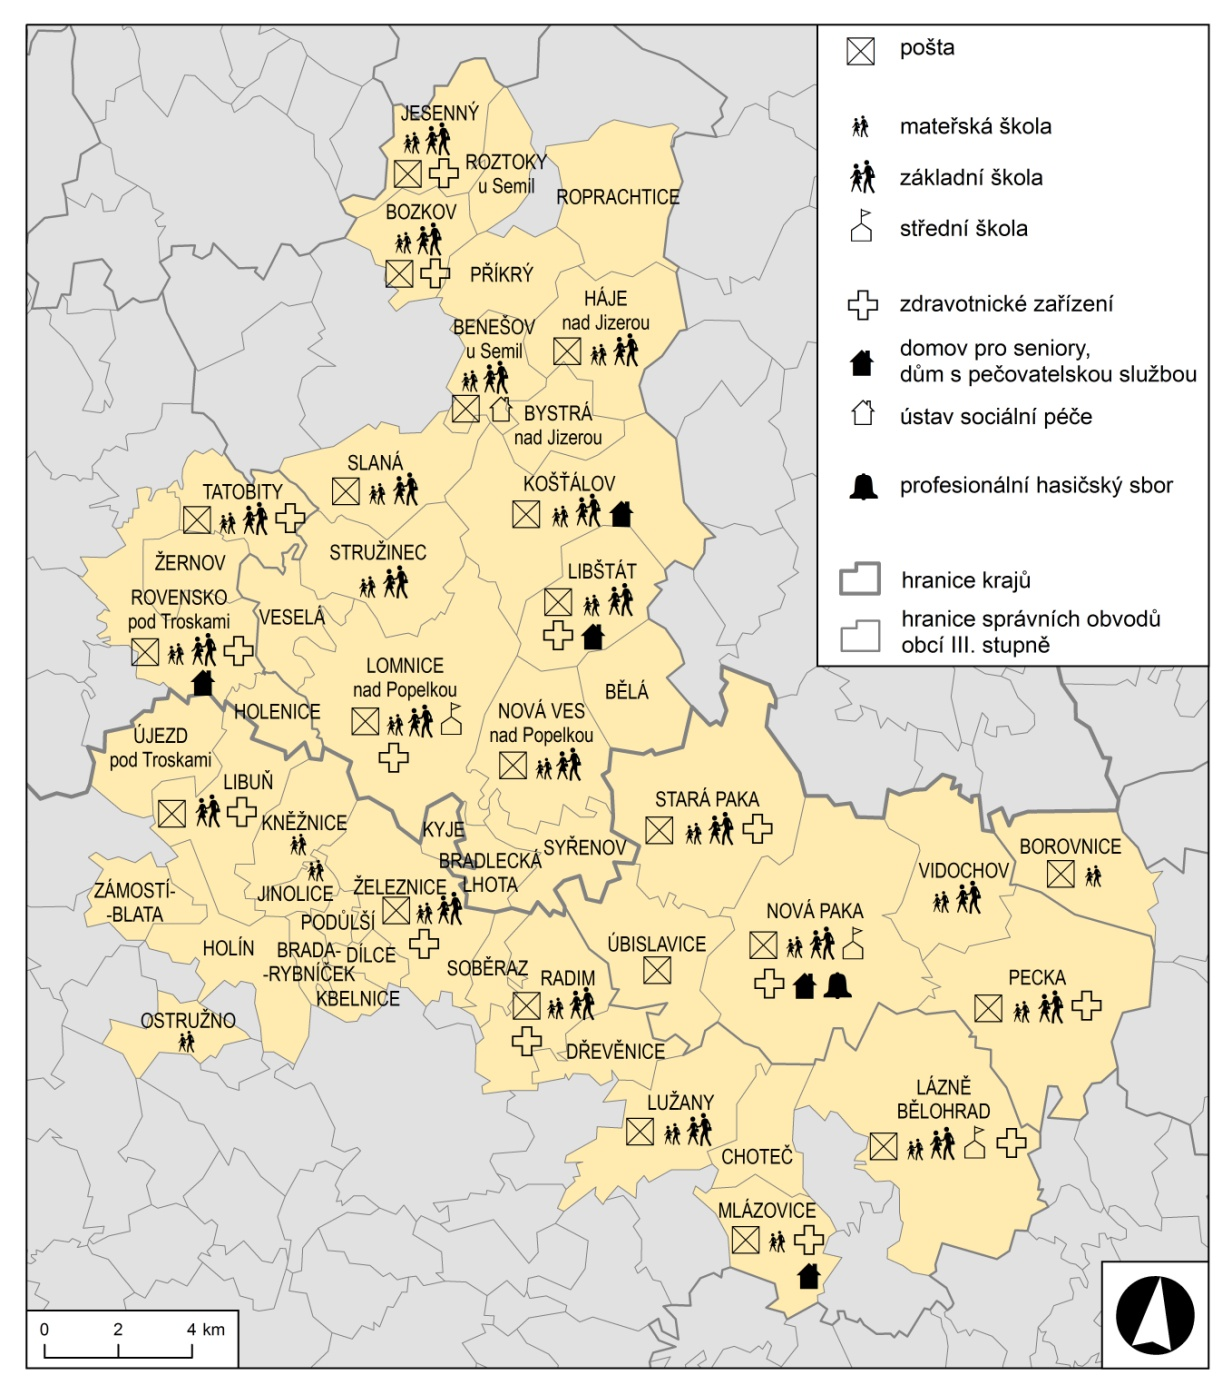 JESENNÝ
ROZTOKY
u Semil
ROPRACHTICE
BOZKOV
PŘÍKRÝ
HÁJE
nad Jizerou
BENEŠOV
u Semil
BYSTRÁ
nad Jizerou
SLANÁ
TATOBITY
KOŠŤÁLOV
STRUŽINEC
ŽERNOV
LIBŠTÁT
ROVENSKO
pod Troskami
VESELÁ
LOMNICE
nad Popelkou
BĚLÁ
HOLENICE
NOVÁ VES
nad Popelkou
ÚJEZD
pod Troskami
LIBUŇ
STARÁ PAKA
KNĚŽNICE
KYJE
SYŘENOV
BRADLECKÁ
LHOTA
BOROVNICE
VIDOCHOV
ZÁMOSTÍ-
-BLATA
JINOLICE
ŽELEZNICE
NOVÁ PAKA
PODŮLŠÍ
ÚBISLAVICE
HOLÍN
BRADA-
-RYBNÍČEK
DÍLCE
SOBĚRAZ
RADIM
PECKA
KBELNICE
OSTRUŽNO
DŘEVĚNICE
LÁZNĚ
BĚLOHRAD
LUŽANY
CHOTEČ
MLÁZOVICE
pošta
mateřská škola
základní škola
střední škola
zdravotnické zařízení
domov pro seniory,
dům s pečovatelskou službou
ústav sociální péče
profesionální hasičský sbor
hranice krajů
hranice správních obvodů
obcí III. stupně
0 2 4 km